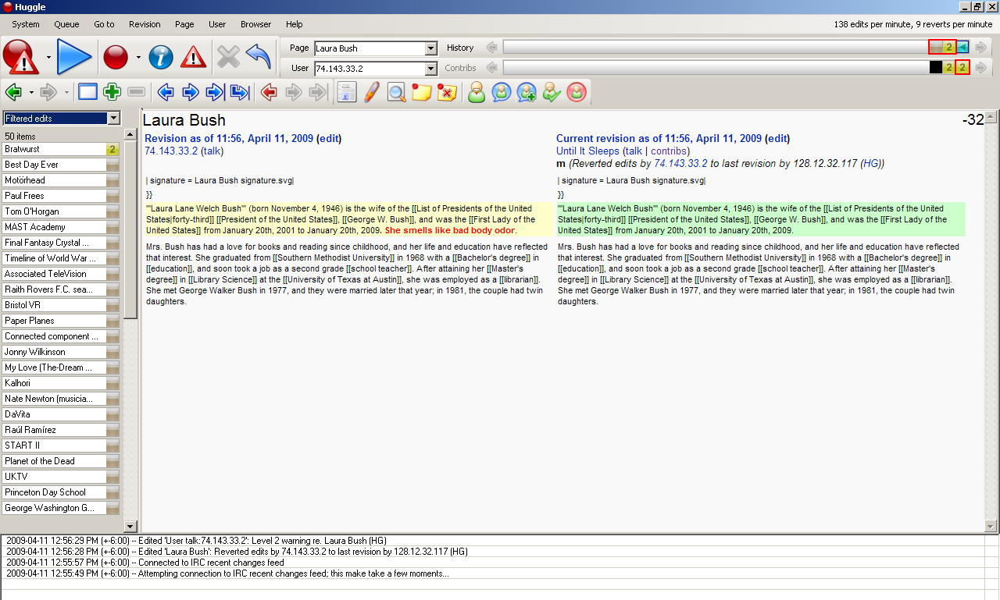 Huggle
System Queue Go to Revision Page User Browser Help
138 edits per minute, 9 reverts per minute
Page Laura Bush History 2
User 74.143.33.2 Contribs 2 2
Filtered edits
50 items
Bratwurst 2
Best Day Ever
Motörhead
Paul Frees
Tom O'Horgan
MAST Academy
Final Fantasy Crystal ...
Timeline of World War ...
Associated TeleVision
Raith Rovers F.C. sea...
Bristol VR
Paper Planes
Connected component ...
Jonny Wilkinson
My Love (The-Dream ...
Kalhori
Nate Newton (musicia...
DaVita
Raúl Ramírez
START II
Planet of the Dead
UKTV
Princeton Day School
George Washington G...
Laura Bush
-32
Revision as of 11:56, April 11, 2009 (edit)
74.143.33.2 (talk)
| signature = Laura Bush signature.svg|
}}
'''Laura Lane Welch Bush''' (born November 4, 1946) is the wife of the [[List of Presidents of the United
States|forty-third]] [[President of the United States]], [[George W. Bush]], and was the [[First Lady of the
United States]] from January 20th, 2001 to January 20th, 2009. She smells like bad body odor.
Mrs. Bush has had a love for books and reading since childhood, and her life and education have reflected
that interest. She graduated from [[Southern Methodist University]] in 1968 with a [[Bachelor's degree]] in
[[education]], and soon took a job as a second grade [[school teacher]]. After attaining her [[Master's
degree]] in [[Library Science]] at the [[University of Texas at Austin]], she was employed as a [[librarian]].
She met George Walker Bush in 1977, and they were married later that year; in 1981, the couple had twin
daughters.
Current revision as of 11:56, April 11, 2009 (edit)
Until It Sleeps (talk | contribs)
m (Reverted edits by 74.143.33.2 to last revision by 128.12.32.117 (HG))
| signature = Laura Bush signature.svg|
}}
'''Laura Lane Welch Bush''' (born November 4, 1946) is the wife of the [[List of Presidents of the United
States|forty-third]] [[President of the United States]], [[George W. Bush]], and was the [[First Lady of the
United States]] from January 20th, 2001 to January 20th, 2009.
Mrs. Bush has had a love for books and reading since childhood, and her life and education have reflected
that interest. She graduated from [[Southern Methodist University]] in 1968 with a [[Bachelor's degree]] in
[[education]], and soon took a job as a second grade [[school teacher]]. After attaining her [[Master's
degree]] in [[Library Science]] at the [[University of Texas at Austin]], she was employed as a [[librarian]].
She met George Walker Bush in 1977, and they were married later that year; in 1981, the couple had twin
daughters.
2009-04-11 12:56:29 PM (+-6:00) -- Edited 'User talk:74.143.33.2': Level 2 warning re. Laura Bush (HG)
2009-04-11 12:56:28 PM (+-6:00) -- Edited 'Laura Bush': Reverted edits by 74.143.33.2 to last revision by 128.12.32.117 (HG)
2009-04-11 12:55:57 PM (+-6:00) -- Connected to IRC recent changes feed
2009-04-11 12:55:49 PM (+-6:00) -- Attempting connection to IRC recent changes feed; this make take a few moments...